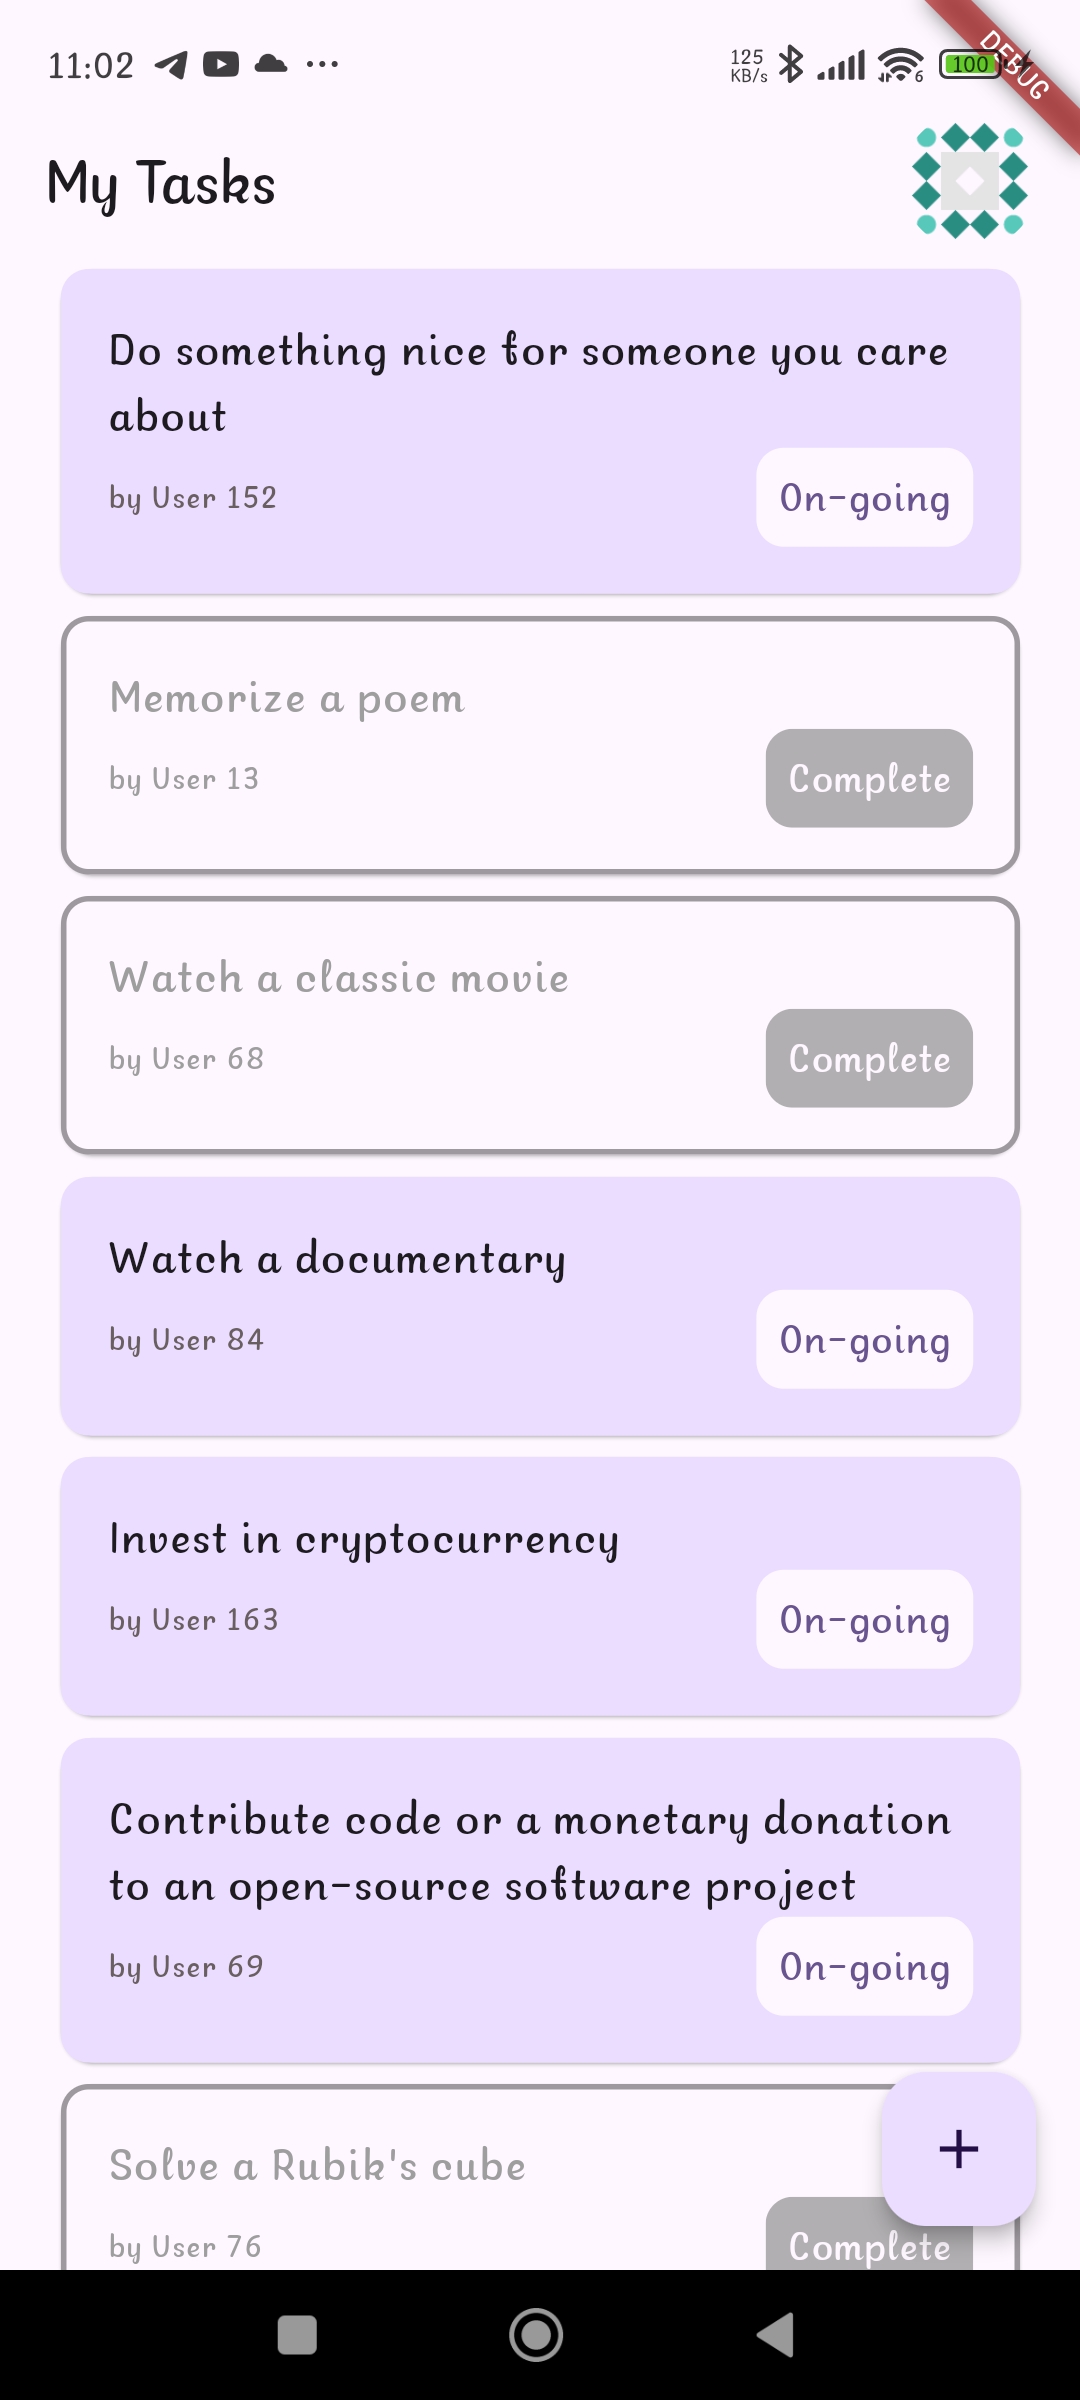 11:02
125
KB/s
6
100
DEBUG
My Tasks
Do something nice for someone you care
about
by User 152
On-going
Memorize a poem
by User 13
Complete
Watch a classic movie
by User 68
Complete
Watch a documentary
by User 84
On-going
Invest in cryptocurrency
by User 163
On-going
Contribute code or a monetary donation
to an open-source software project
by User 69
On-going
Solve a Rubik's cube
by User 76
Complete